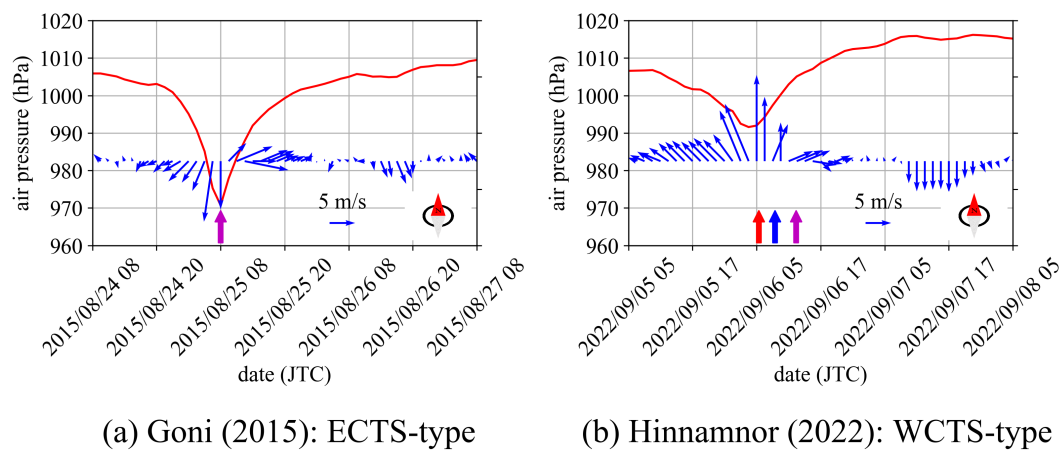 1020
1010
1000
990
980
970
960
air pressure (hPa)
5 m/s
N
2015/08/24 08
2015/08/24 20
2015/08/25 08
2015/08/25 20
2015/08/26 08
2015/08/26 20
2015/08/27 08
date (JTC)
(a) Goni (2015): ECTS-type
1020
1010
1000
990
980
970
960
air pressure (hPa)
5 m/s
N
2022/09/05 05
2022/09/05 17
2022/09/06 05
2022/09/06 17
2022/09/07 05
2022/09/07 17
2022/09/08 05
date (JTC)
(b) Hinnamnor (2022): WCTS-type